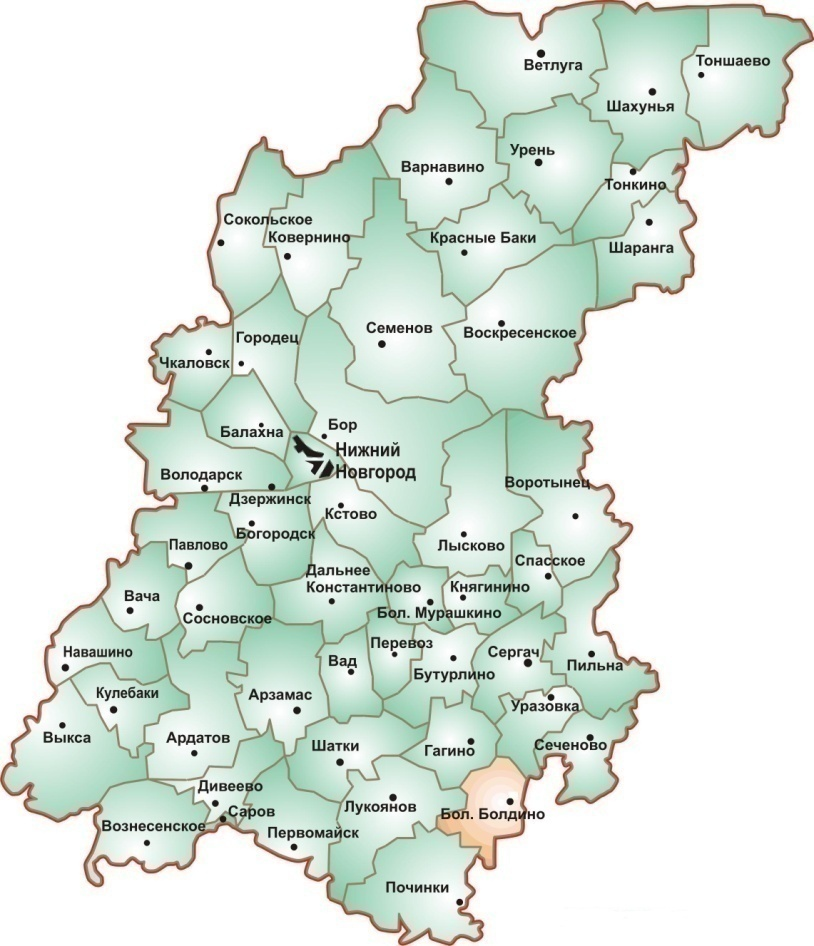 Ветлуга
Тоншаево
Шахунья
Урень
Варнавино
Тонкино
Сокольское
Ковернино
Красные Баки
Шаранга
Семенов
Воскресенское
Городец
Чкаловск
Балахна
Бор
Нижний
Новгород
Володарск
Дзержинск
Воротынец
Кстово
Богородск
Павлово
Лысково
Спасское
Дальнее
Константиново
Княгинино
Вача
Сосновское
Бол. Мурашкино
Навашино
Перевоз
Вад
Бутурлино
Сергач
Пильна
Кулебаки
Арзамас
Уразовка
Выкса
Ардатов
Шатки
Гагино
Сеченово
Дивеево
Саров
Лукоянов
Бол. Болдино
Вознесенское
Первомайск
Починки